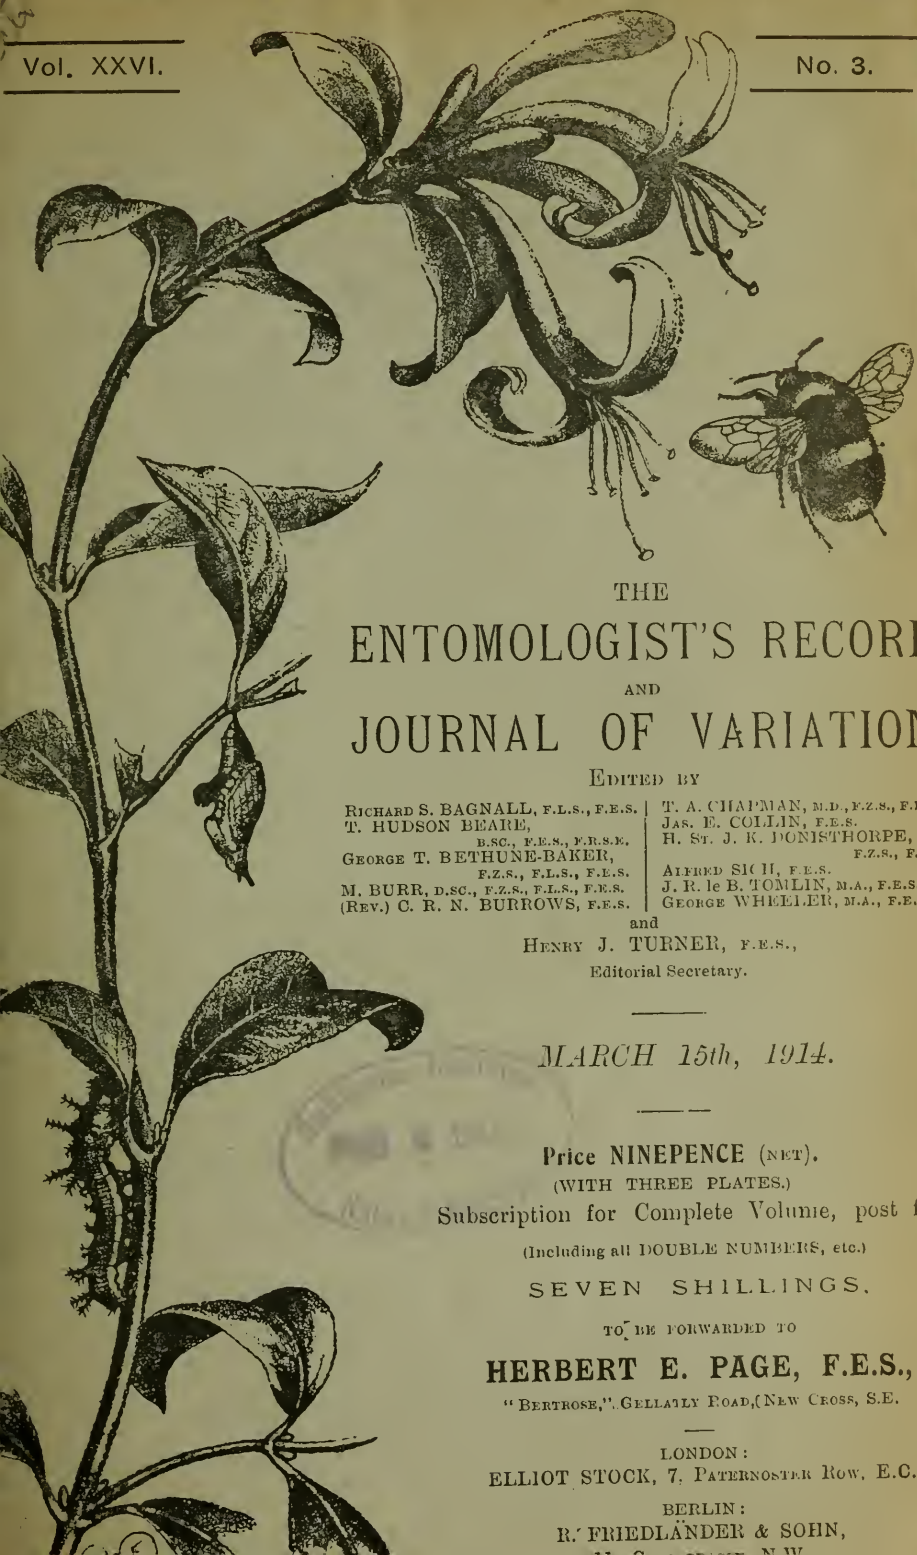 Vol. XXVI.
No. 3.
THE
ENTOMOLOGIST'S RECOR
AND
JOURNAL OF VARIATION
EDITED BY
RICHARD S. BAGNALL, F.L.S., F.E.S.
T. HUDSON BEARE,
B.SC., F.E.S., F.R.S.E.
GEORGE T. BETHUNE-BAKER,
F.Z.S., F.L.S., F.E.S.
M. BURR, D.SC., F.Z.S., F.L.S., F.E.S.
(REV.) C. R. N. BURROWS, F.E.S.
T. A. CHAPMAN, M.D., F.Z.S., F.
JAS. E. COLLIN, F.E.S.
H. ST. J. K. DONISTHORPE,
F.Z.S., F.
ALFRED SICH, F.E.S.
J. R. le B. TOMLIN, M.A., F.E.S
GEORGE WHEELER, M.A., F.E.
and
HENRY J. TURNER, F.E.S.,
Editorial Secretary.
MARCH 15th, 1914.
Price NINEPENCE (NET).
(WITH THREE PLATES.)
Subscription for Complete Volume, post f
(Including all DOUBLE NUMBERS, etc.)
SEVEN SHILLINGS,
TO BE FORWARDED TO
HERBERT E. PAGE, F.E.S.,
"BERTROSE," GELLATLY ROAD, NEW CROSS, S.E.
LONDON:
ELLIOT STOCK, 7, PATERNOSTER ROW, E.C.
BERLIN:
R. FRIEDLÄNDER & SOHN,
N.W.